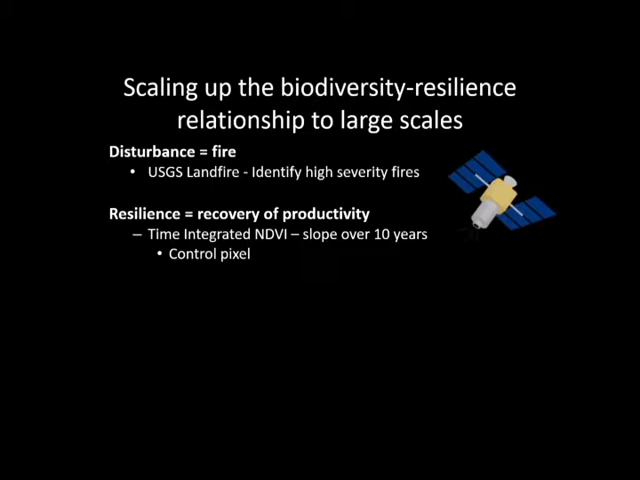 Scaling up the biodiversity-resilience
relationship to large scales
Disturbance = fire
• USGS Landfire - Identify high severity fires
Resilience = recovery of productivity
– Time Integrated NDVI – slope over 10 years
• Control pixel